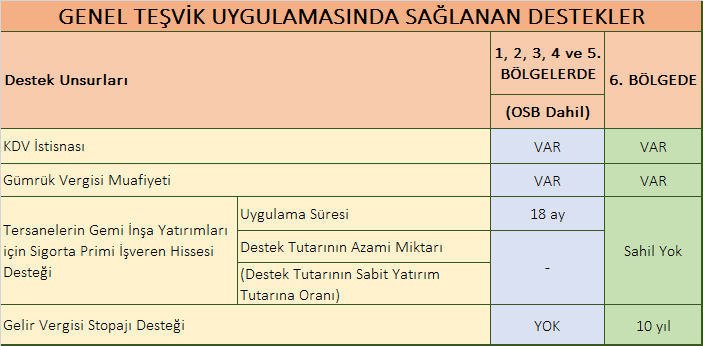 GENEL TEŞVİK UYGULAMASINDA SAĞLANAN DESTEKLER
Destek Unsurları
1, 2, 3, 4 ve 5.
BÖLGELERDE
(OSB Dahil)
6. BÖLGEDE
KDV İstisnası
VAR
VAR
Gümrük Vergisi Muafiyeti
VAR
VAR
Tersanelerin Gemi İnşa Yatırımları
için Sigorta Primi İşveren Hissesi
Desteği
Uygulama Süresi
18 ay
Destek Tutarının Azami Miktarı
(Destek Tutarının Sabit Yatırım
Tutarına Oranı)
-
Sahil Yok
Gelir Vergisi Stopajı Desteği
YOK
10 yıl